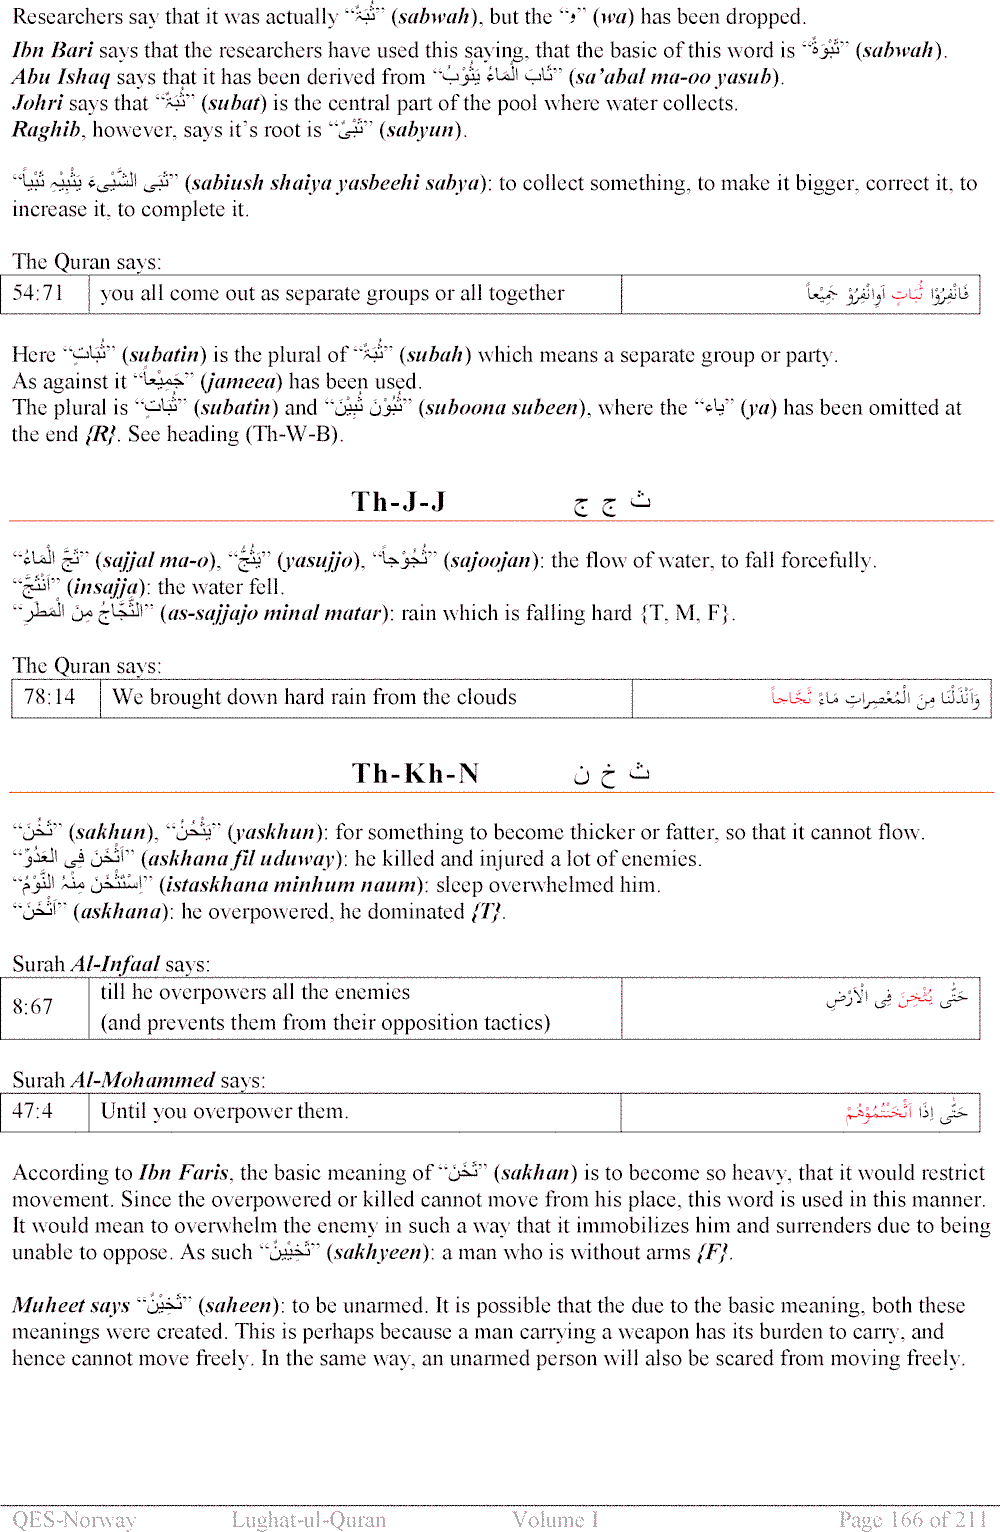 Researchers say that it was actually “ثُبَۃٌ” (sabwah), but the “و” (wa) has been dropped.
Ibn Bari says that the researchers have used this saying, that the basic of this word is “ثَبْوَۃٌ” (sabwah).
Abu Ishaq says that it has been derived from “ثَابَ الْمَاءُ يَثُوْبُ” (sa’abal ma-oo yasub).
Johri says that “ثُبَۃٌ” (subat) is the central part of the pool where water collects.
Raghib, however, says it’s root is “ثَبْیٌ” (sabyun).
“ثَبَی الشَّیْیءَ یَثْبِیْہِ ثَبْیاً” (sabiush shaiya yasbeehi sabya): to collect something, to make it bigger, correct it, to
increase it, to complete it.
The Quran says:
54:71 you all come out as separate groups or all together فَانْفِرُوْا ثُبَاتٍ اَوِانْفِرُوْ جَمِیْعاً
Here “ثُبَاتٍ” (subatin) is the plural of “ثُبَۃٌ” (subah) which means a separate group or party.
As against it “جَمِیْعاً” (jameea) has been used.
The plural is “ثُبَاتٍ” (subatin) and “ثُبُوْنَ ثُبِیْنَ” (suboona subeen), where the “یاء” (ya) has been omitted at
the end {R}. See heading (Th-W-B).
Th-J-J ث ج ج
“ثَجَّ الْمَاءُ” (sajjal ma-o), “یَثُجُّ” (yasujjo), “ثُجُوْجاً” (sajoojan): the flow of water, to fall forcefully.
“اَنْثَجَّ” (insajja): the water fell.
“الثَّجَّاجُ مِنَ الْمَطَرِ” (as-sajjajo minal matar): rain which is falling hard {T, M, F}.
The Quran says:
78:14 We brought down hard rain from the clouds وَاَنْذَلْنَا مِنَ الْمُعْصِراتِ مَاءً ثَجَّاجاً
Th-Kh-N ث خ ن
“ثَخُنَ” (sakhun), “یَثْخُنُ” (yaskhun): for something to become thicker or fatter, so that it cannot flow.
“اَثْخَنَ فِی العَدُوِّ” (askhana fil uduway): he killed and injured a lot of enemies.
“اِسْتَثْخَنَ مِنْہُ النَّوْمُ” (istaskhana minhum naum): sleep overwhelmed him.
“اَثْخَنَ” (askhana): he overpowered, he dominated {T}.
Surah Al-Infaal says:
8:67 till he overpowers all the enemies حَتّٰی یُثْخِنَ فِی الْاَرْضِ
(and prevents them from their opposition tactics)
Surah Al-Mohammed says:
47:4 Until you overpower them. حَتّٰی اِذَا اَثْخَنْتُمُوْھُمْ
According to Ibn Faris, the basic meaning of “ثَخَنَ” (sakhan) is to become so heavy, that it would restrict
movement. Since the overpowered or killed cannot move from his place, this word is used in this manner.
It would mean to overwhelm the enemy in such a way that it immobilizes him and surrenders due to being
unable to oppose. As such “ثَخِیْنٌ” (sakhyeen): a man who is without arms {F}.
Muheet says “ثَخِیْنٌ” (saheen): to be unarmed. It is possible that the due to the basic meaning, both these
meanings were created. This is perhaps because a man carrying a weapon has its burden to carry, and
hence cannot move freely. In the same way, an unarmed person will also be scared from moving freely.
QES-Norway Lughat-ul-Quran Volume I Page 166 of 211